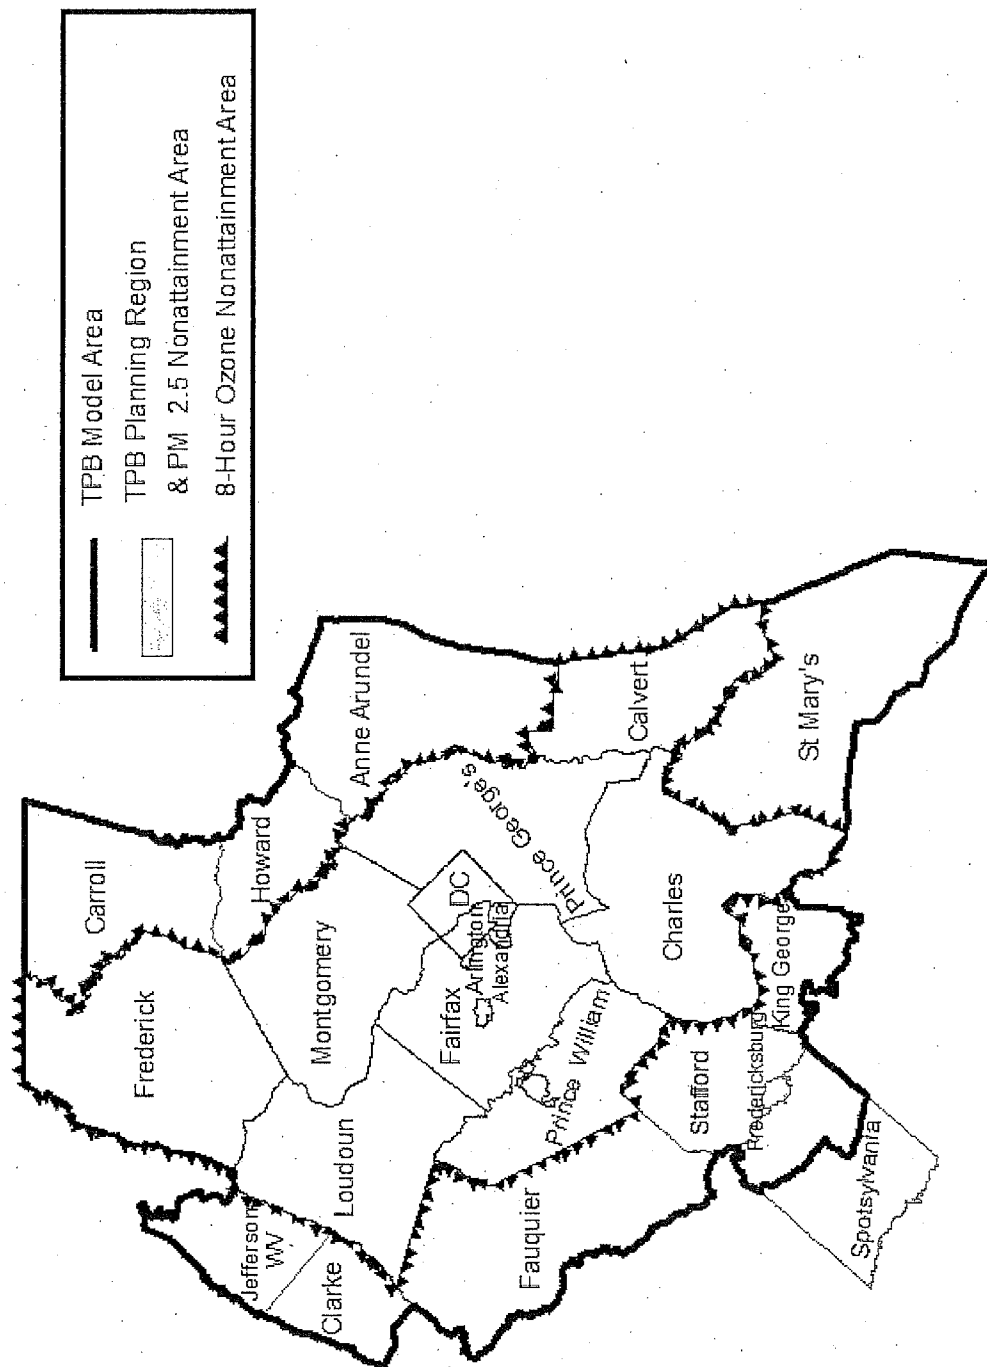 TPB Model Area
TPB Planning Region
& PM 2.5 Nonattainment Area
8-Hour Ozone Nonattainment Area
Carroll
Frederick
Howard
Anne Arundel
Jefferson
WV
Clarke
Loudoun
Montgomery
Prince George's
DC
Arlington
Alexandria
Fairfax
Prince William
Fauquier
Calvert
Charles
St Mary's
Stafford
King George
Fredericksburg
Spotsylvania